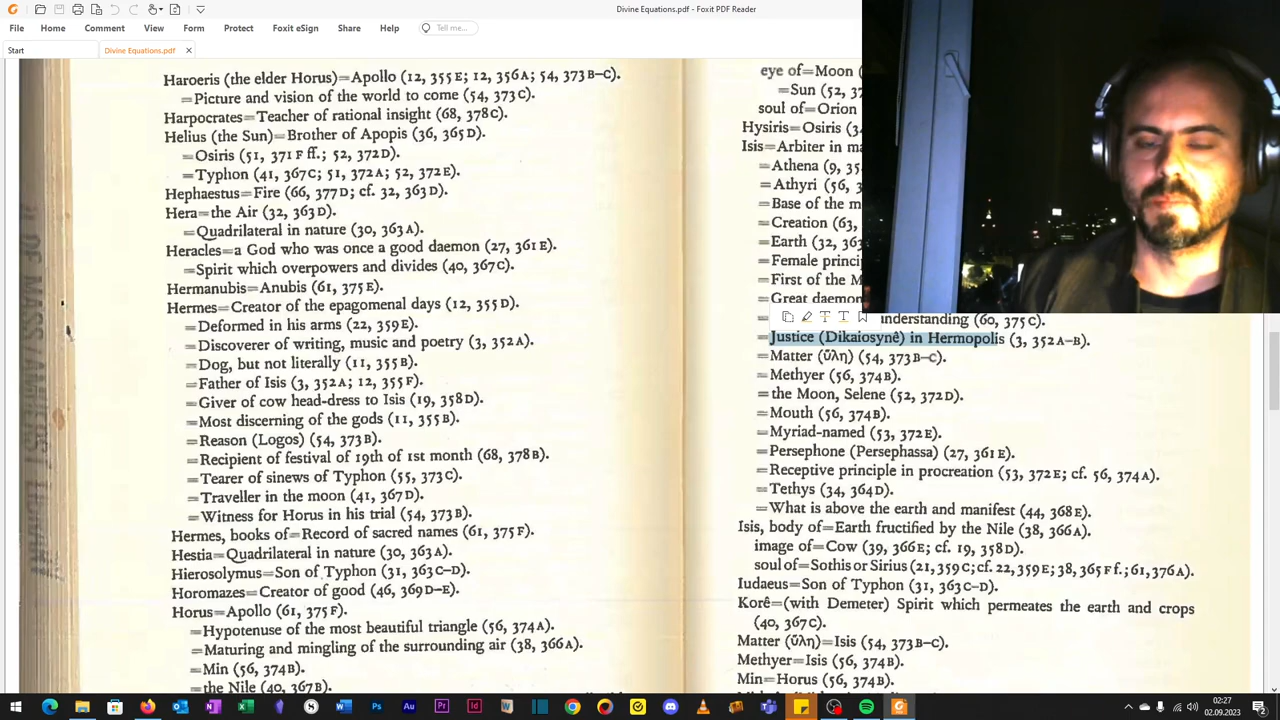 Divine Equations.pdf - Foxit PDF Reader
File Home Comment View Form Protect Foxit eSign Share Help Tell me...
Start Divine Equations.pdf
Haroeris (the elder Horus)=Apollo (12, 355 E; 12, 356 A; 54, 373 B–C).
=Picture and vision of the world to come (54, 373 C).
Harpocrates=Teacher of rational insight (68, 378 C).
Helius (the Sun)=Brother of Apopis (36, 365 D).
=Osiris (51, 371 F ff.; 52, 372 D).
=Typhon (41, 367 C; 51, 372 A; 52, 372 E).
Hephaestus=Fire (66, 377 D; cf. 32, 363 D).
Hera=the Air (32, 363 D).
=Quadrilateral in nature (30, 363 A).
Heracles=a God who was once a good daemon (27, 361 E).
=Spirit which overpowers and divides (40, 367 C).
Hermanubis=Anubis (61, 375 E).
Hermes=Creator of the epagomenal days (12, 355 D).
=Deformed in his arms (22, 359 E).
=Discoverer of writing, music and poetry (3, 352 A).
=Dog, but not literally (11, 355 B).
=Father of Isis (3, 352 A; 12, 355 F).
=Giver of cow head-dress to Isis (19, 358 D).
=Most discerning of the gods (11, 355 B).
=Reason (Logos) (54, 373 B).
=Recipient of festival of 19th of 1st month (68, 378 B).
=Tearer of sinews of Typhon (55, 373 C).
=Traveller in the moon (41, 367 D).
=Witness for Horus in his trial (54, 373 B).
Hermes, books of=Record of sacred names (61, 375 F).
Hestia=Quadrilateral in nature (30, 363 A).
Hierosolymus=Son of Typhon (31, 363 C–D).
Horomazes=Creator of good (46, 369 D–E).
Horus=Apollo (61, 375 F).
=Hypotenuse of the most beautiful triangle (56, 374 A).
=Maturing and mingling of the surrounding air (38, 366 A).
=Min (56, 374 B).
=the Nile (40, 367 B).
eye of=Moon (
=Sun (52, 37
soul of=Orion
Hysiris=Osiris (3
Isis=Arbiter in ma
=Athena (9, 35
=Athyri (56,
=Base of the m
=Creation (63,
=Earth (32, 363
=Female princip
=First of the M
=Great daemon
= understanding (60, 375 C).
=Justice (Dikaiosynê) in Hermopolis (3, 352 A–B).
=Matter (ὕλη) (54, 373 B–C).
=Methyer (56, 374 B).
=the Moon, Selene (52, 372 D).
=Mouth (56, 374 B).
=Myriad-named (53, 372 E).
=Persephone (Persephassa) (27, 361 E).
=Receptive principle in procreation (53, 372 E; cf. 56, 374 A).
=Tethys (34, 364 D).
=What is above the earth and manifest (44, 368 E).
Isis, body of=Earth fructified by the Nile (38, 366 A).
image of=Cow (39, 366 E; cf. 19, 358 D).
soul of=Sothis or Sirius (21, 359 C; cf. 22, 359 E; 38, 365 F f.; 61, 376 A).
Iudaeus=Son of Typhon (31, 363 C–D).
Korê=(with Demeter) Spirit which permeates the earth and crops
(40, 367 C).
Matter (ὕλη)=Isis (54, 373 B–C).
Methyer=Isis (56, 374 B).
Min=Horus (56, 374 B).
02:27
02.09.2023